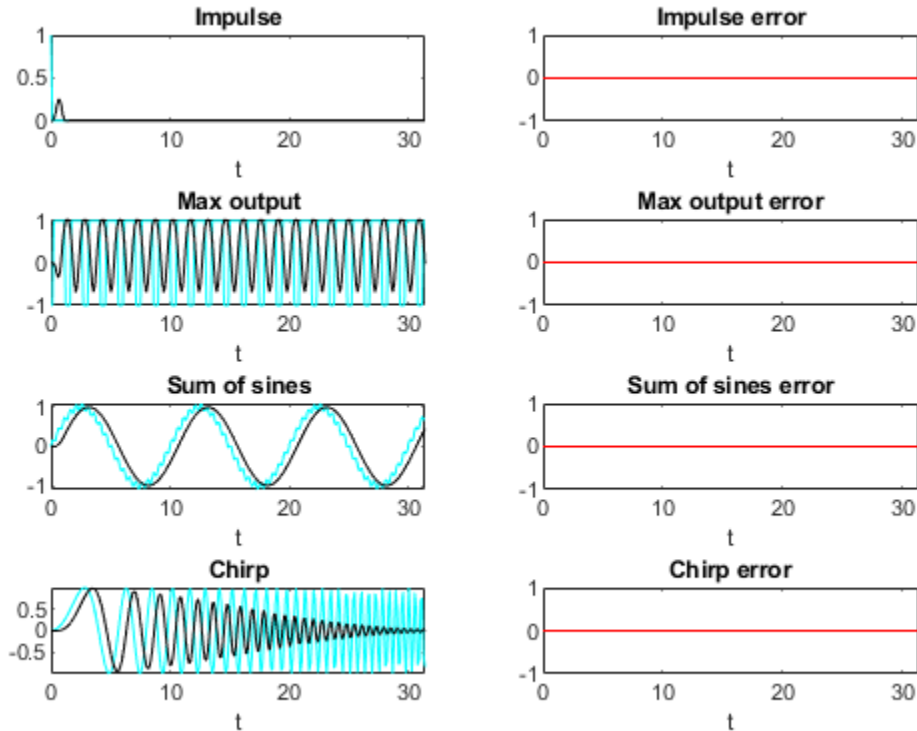 Impulse
1
0.5
0
0 10 20 30
t
Impulse error
1
0
-1
0 10 20 30
t
Max output
1
0
-1
0 10 20 30
t
Max output error
1
0
-1
0 10 20 30
t
Sum of sines
1
0
-1
0 10 20 30
t
Sum of sines error
1
0
-1
0 10 20 30
t
Chirp
0.5
0
-0.5
0 10 20 30
t
Chirp error
1
0
-1
0 10 20 30
t